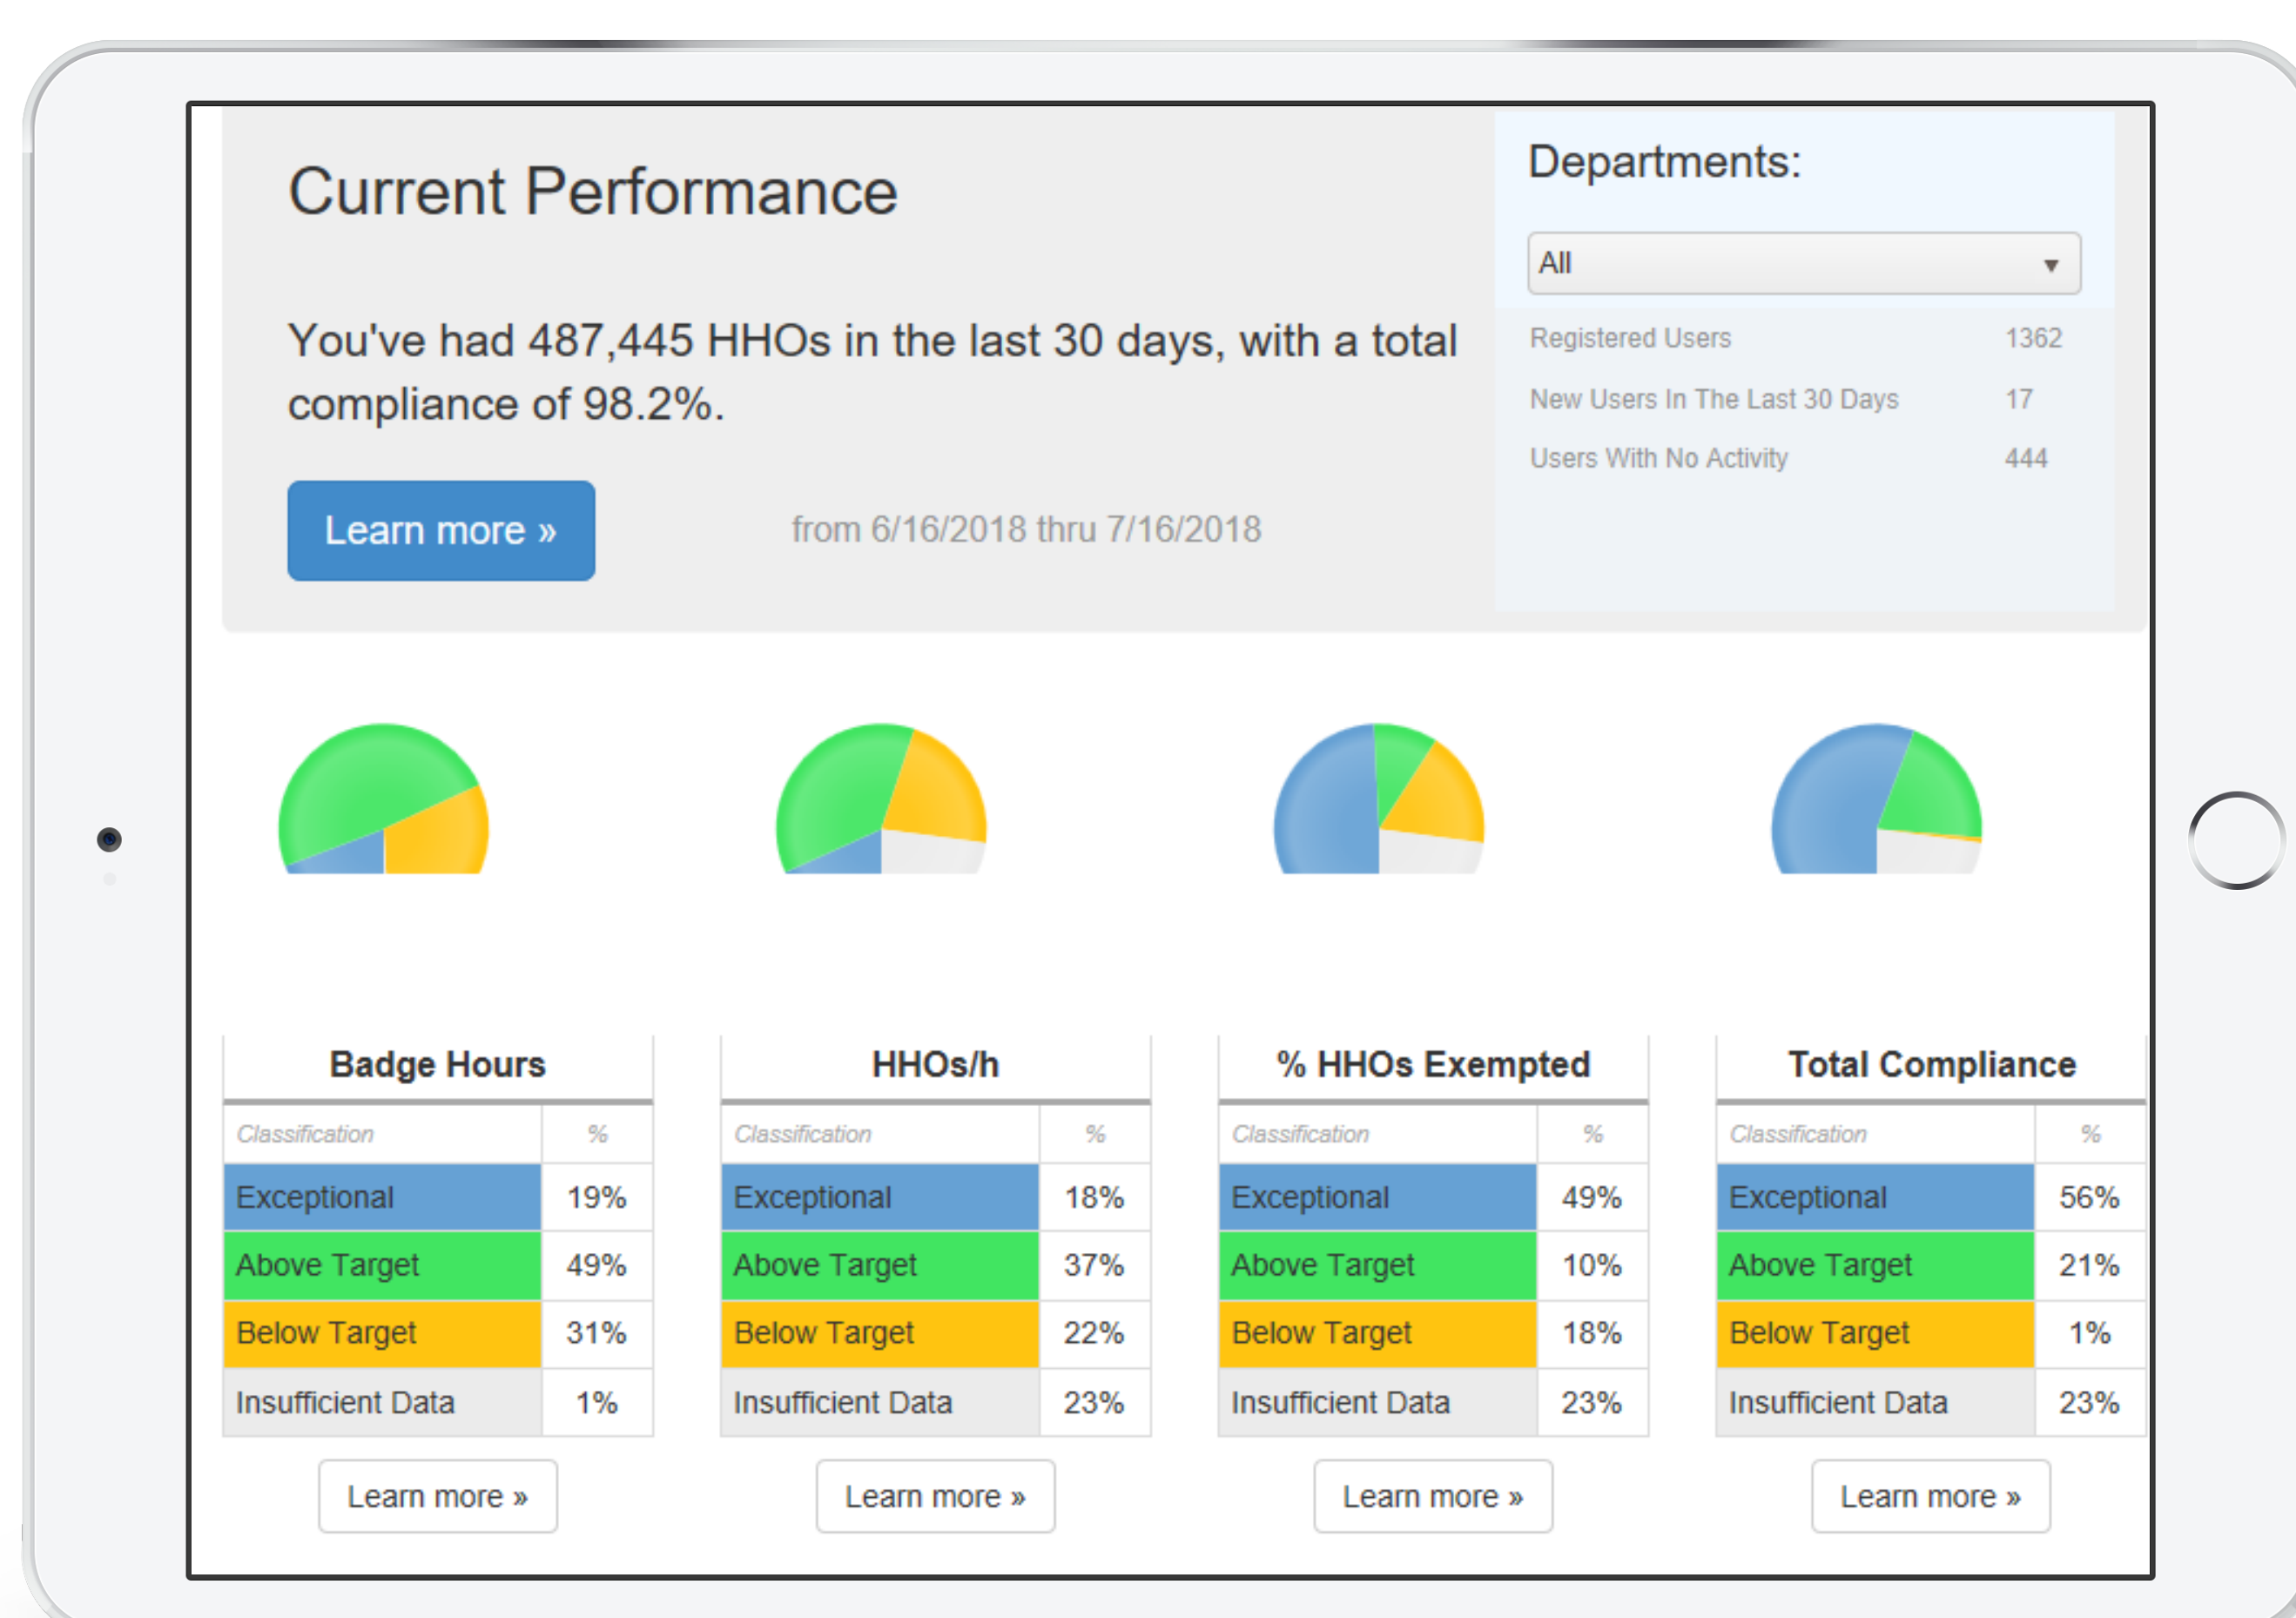 Current Performance
You've had 487,445 HHOs in the last 30 days, with a total
compliance of 98.2%.
Learn more »
from 6/16/2018 thru 7/16/2018
Departments:
All
Registered Users 1362
New Users In The Last 30 Days 17
Users With No Activity 444
Badge Hours
Classification %
Exceptional 19%
Above Target 49%
Below Target 31%
Insufficient Data 1%
Learn more »
HHOs/h
Classification %
Exceptional 18%
Above Target 37%
Below Target 22%
Insufficient Data 23%
Learn more »
% HHOs Exempted
Classification %
Exceptional 49%
Above Target 10%
Below Target 18%
Insufficient Data 23%
Learn more »
Total Compliance
Classification %
Exceptional 56%
Above Target 21%
Below Target 1%
Insufficient Data 23%
Learn more »